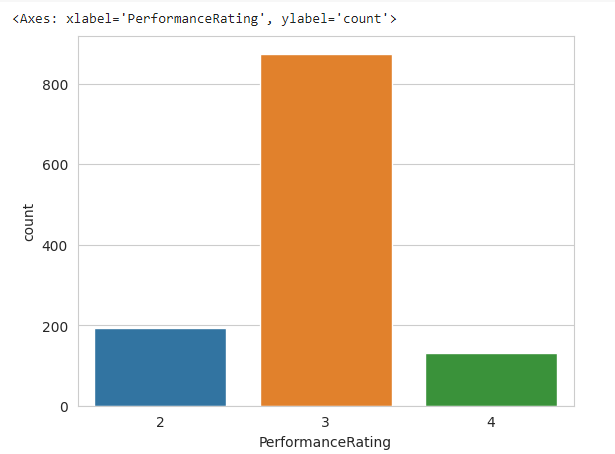 <Axes: xlabel='PerformanceRating', ylabel='count'>
800
600
400
200
0
count
2 3 4
PerformanceRating